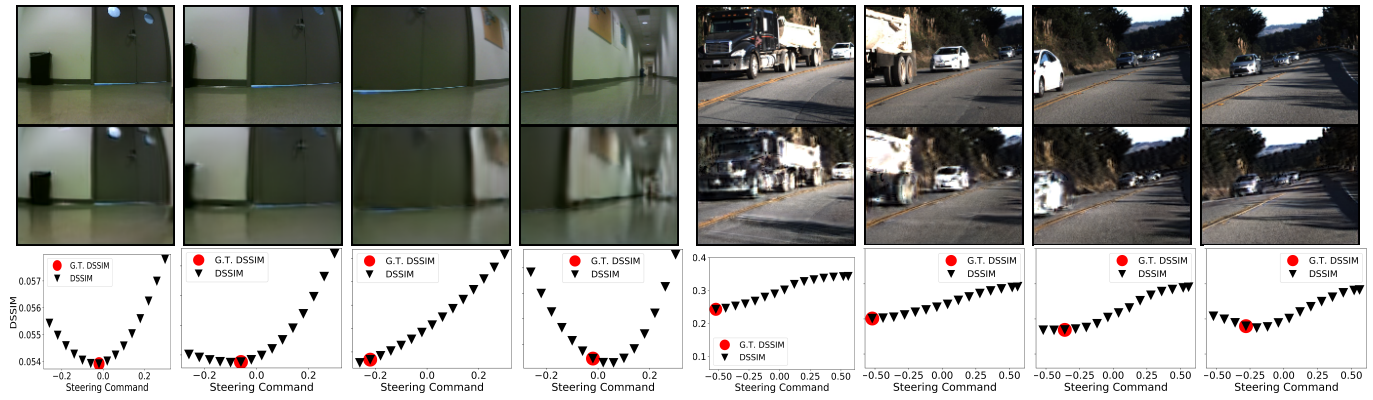 G.T. DSSIM
DSSIM
DSSIM
0.057
0.056
0.055
0.054
−0.2 0.0 0.2
Steering Command
G.T. DSSIM
DSSIM
−0.2 0.0 0.2
Steering Command
G.T. DSSIM
DSSIM
−0.2 0.0 0.2
Steering Command
G.T. DSSIM
DSSIM
−0.2 0.0 0.2
Steering Command
0.4
0.3
0.2
0.1
G.T. DSSIM
DSSIM
−0.50 −0.25 0.00 0.25 0.50
Steering Command
G.T. DSSIM
DSSIM
−0.50 −0.25 0.00 0.25 0.50
Steering Command
G.T. DSSIM
DSSIM
−0.50 −0.25 0.00 0.25 0.50
Steering Command
G.T. DSSIM
DSSIM
−0.50 −0.25 0.00 0.25 0.50
Steering Command